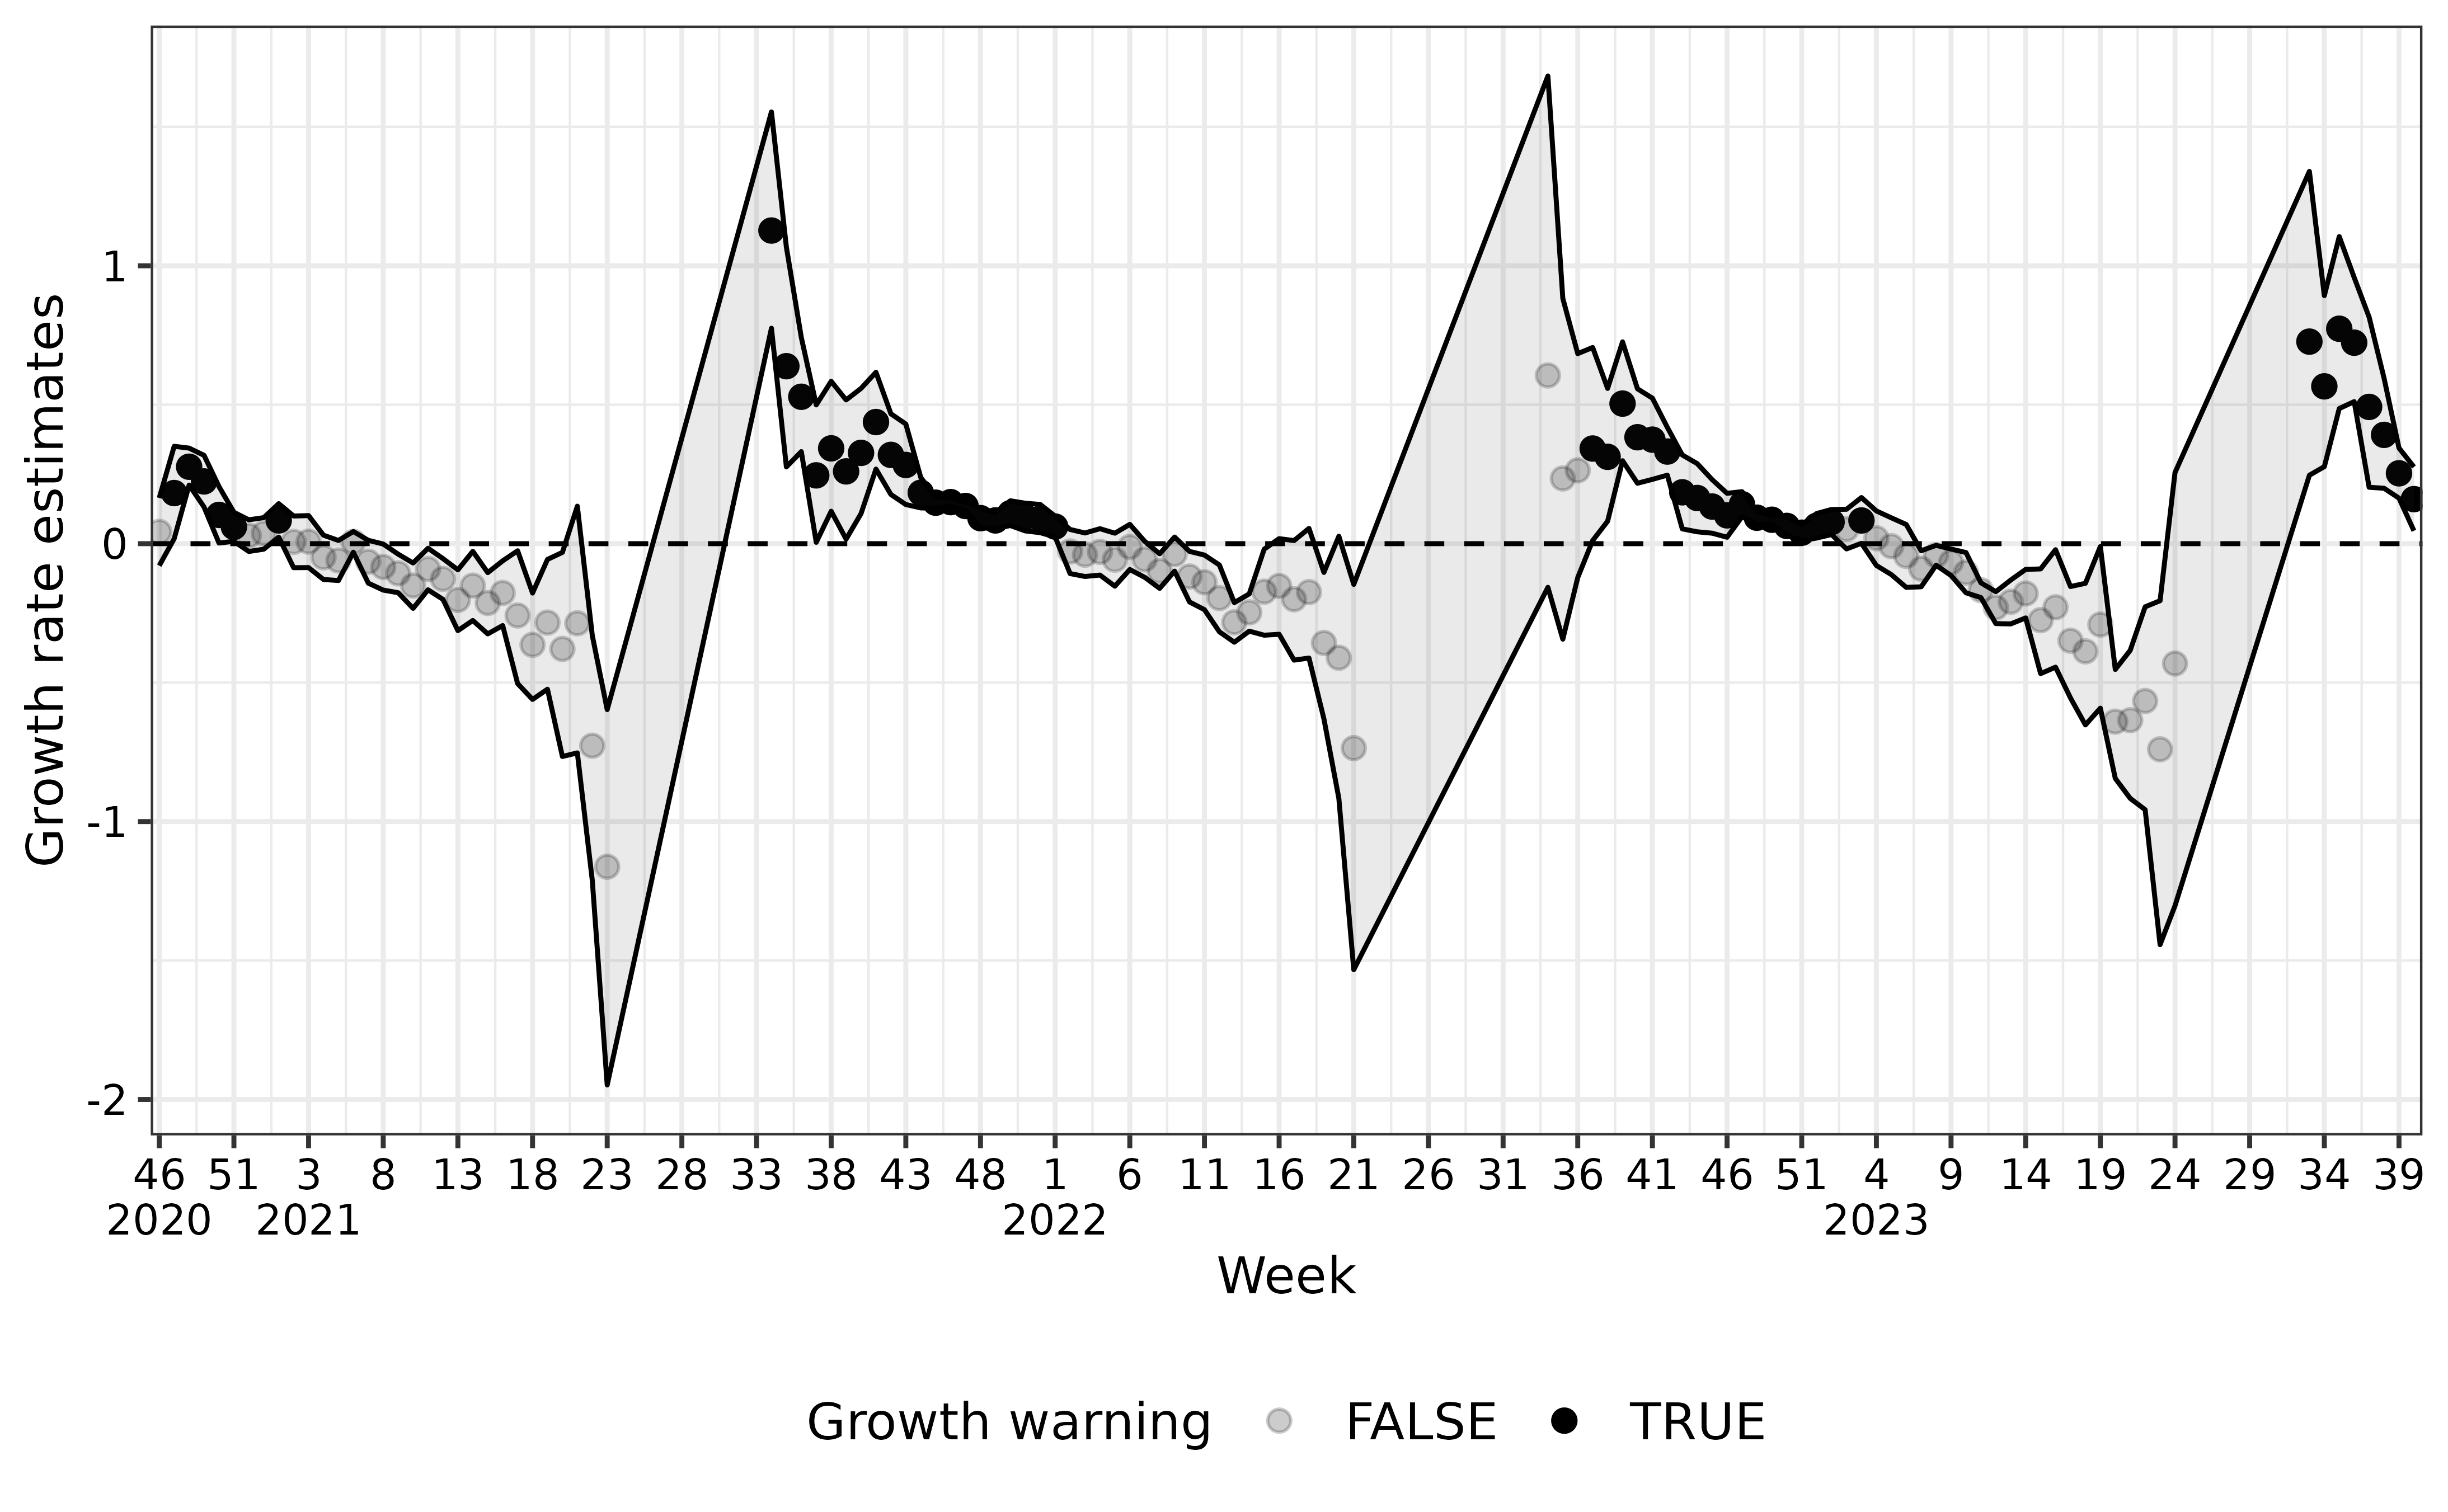 Growth rate estimates
1
0
-1
-2
46 51 3 8 13 18 23 28 33 38 43 48 1 6 11 16 21 26 31 36 41 46 51 4 9 14 19 24 29 34 39
2020 2021 2022 2023
Week
Growth warning FALSE TRUE